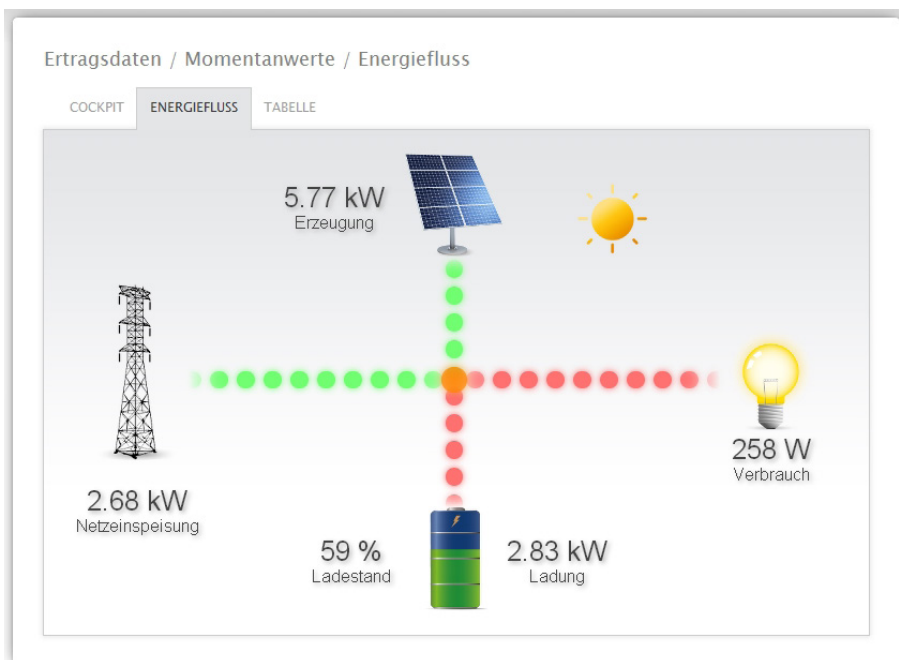 Ertragsdaten / Momentanwerte / Energiefluss
COCKPIT ENERGIEFLUSS TABELLE
5.77 kW
Erzeugung
258 W
Verbrauch
2.68 kW
Netzeinspeisung
59 %
Ladestand
2.83 kW
Ladung